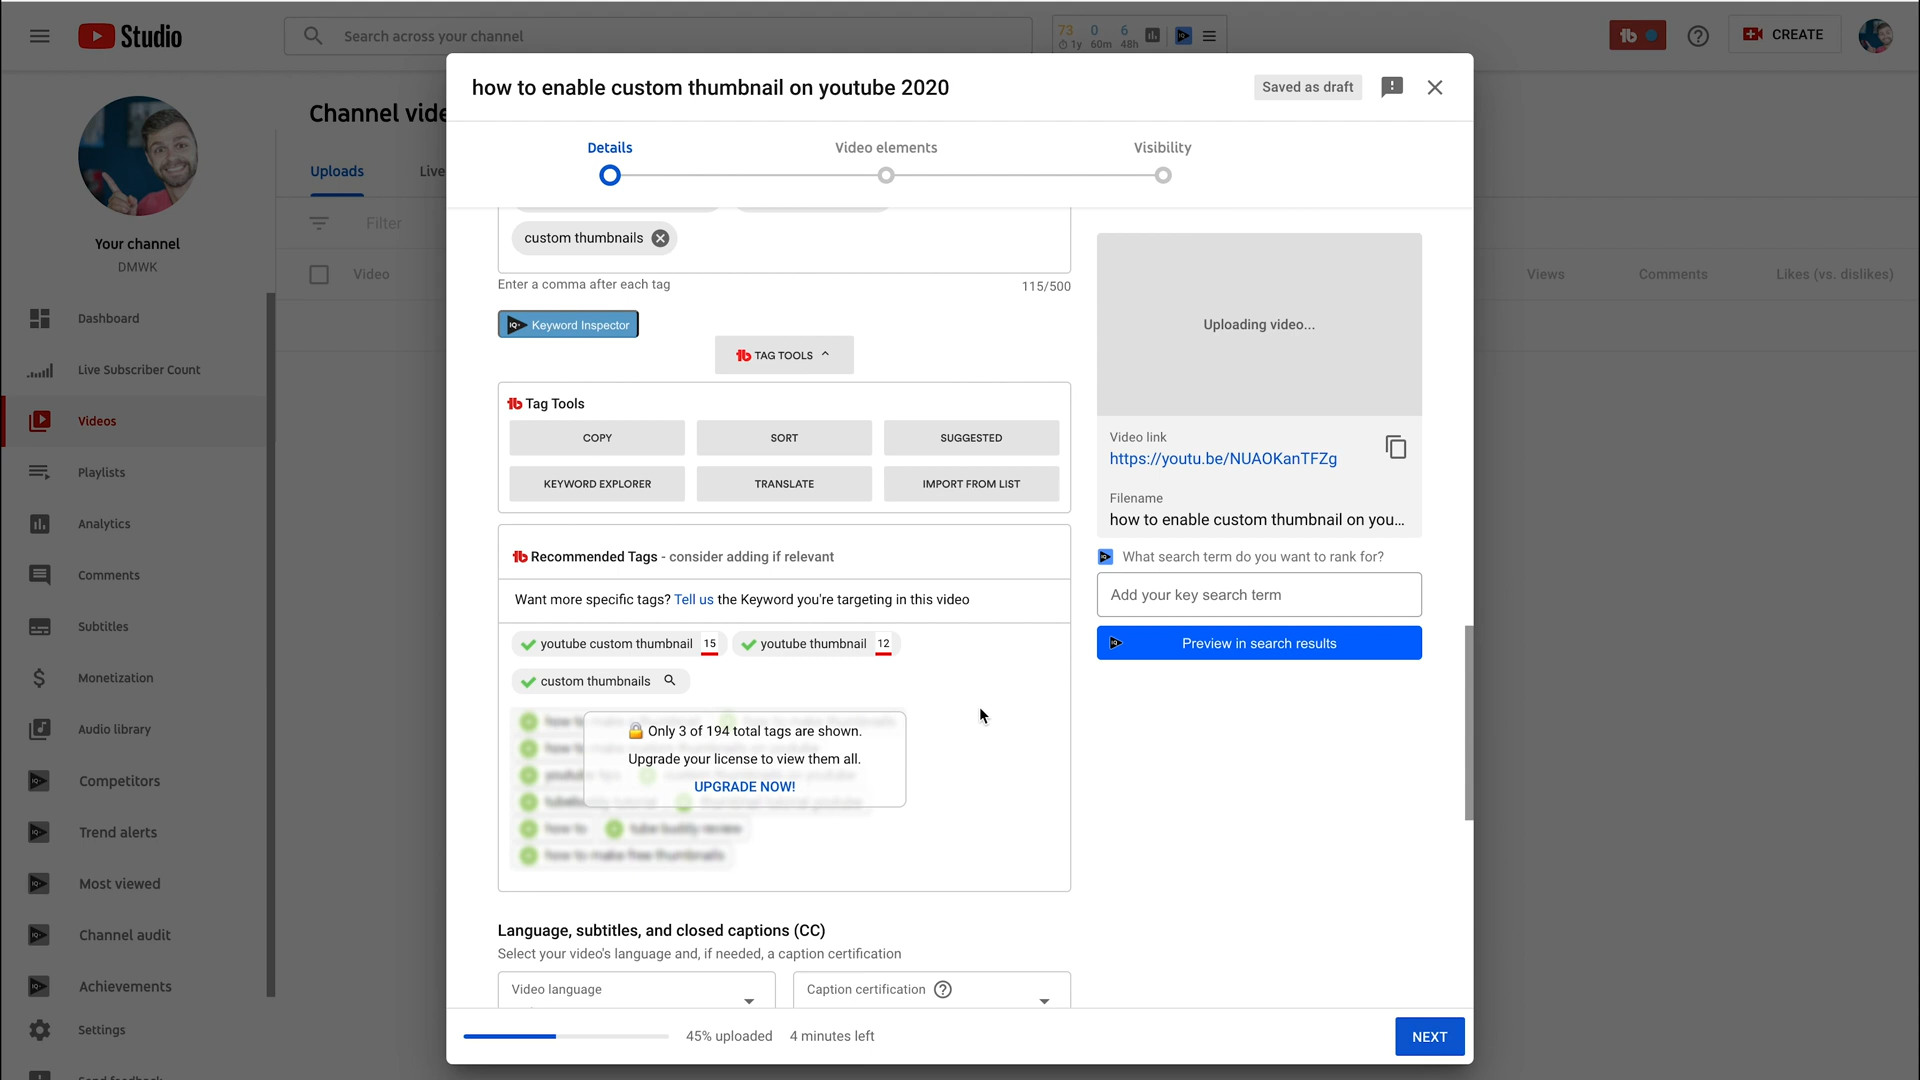 Studio
Search across your channel
73 0 6
1y 60m 48h
CREATE
how to enable custom thumbnail on youtube 2020
Saved as draft
Channel vide
Details
Video elements
Visibility
Uploads
Live
Filter
Video
Views
Comments
Likes (vs. dislikes)
Your channel
DMWK
Dashboard
Live Subscriber Count
Videos
Playlists
Analytics
Comments
Subtitles
Monetization
Audio library
Competitors
Trend alerts
Most viewed
Channel audit
Achievements
Settings
custom thumbnails
Enter a comma after each tag
115/500
Keyword Inspector
TAG TOOLS
Tag Tools
COPY
SORT
SUGGESTED
KEYWORD EXPLORER
TRANSLATE
IMPORT FROM LIST
Recommended Tags - consider adding if relevant
Want more specific tags? Tell us the Keyword you're targeting in this video
youtube custom thumbnail 15
youtube thumbnail 12
custom thumbnails
Only 3 of 194 total tags are shown.
Upgrade your license to view them all.
UPGRADE NOW!
how to
tube buddy review
how to make free thumbnails
Language, subtitles, and closed captions (CC)
Select your video's language and, if needed, a caption certification
Video language
Caption certification
Uploading video...
Video link
https://youtu.be/NUAOKanTFZg
Filename
how to enable custom thumbnail on you...
What search term do you want to rank for?
Add your key search term
Preview in search results
45% uploaded
4 minutes left
NEXT